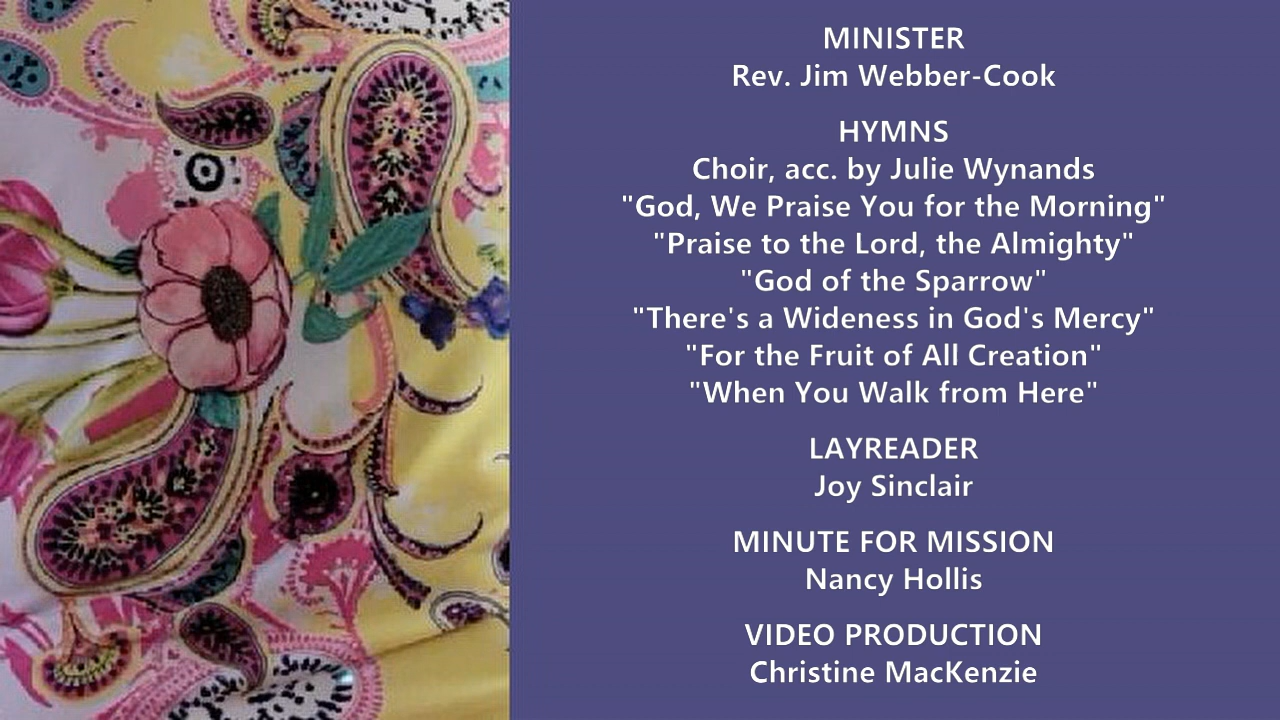 MINISTER
Rev. Jim Webber-Cook
HYMNS
Choir, acc. by Julie Wynands
"God, We Praise You for the Morning"
"Praise to the Lord, the Almighty"
"God of the Sparrow"
"There's a Wideness in God's Mercy"
"For the Fruit of All Creation"
"When You Walk from Here"
LAYREADER
Joy Sinclair
MINUTE FOR MISSION
Nancy Hollis
VIDEO PRODUCTION
Christine MacKenzie